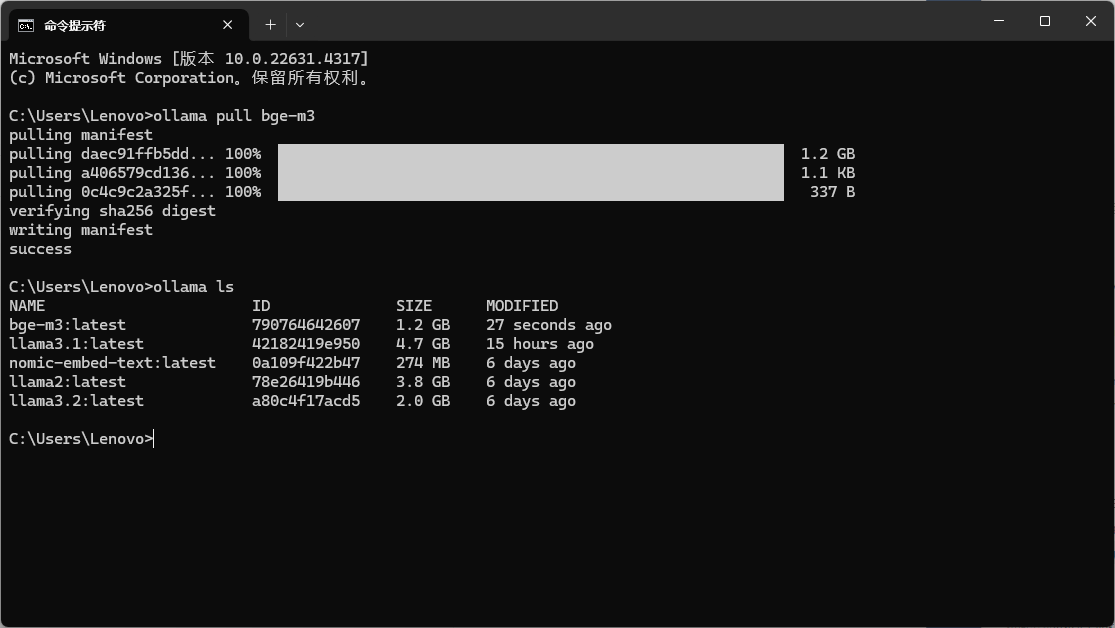 命令提示符
Microsoft Windows [版本 10.0.22631.4317]
(c) Microsoft Corporation。保留所有权利。
C:\Users\Lenovo>ollama pull bge-m3
pulling manifest
pulling daec91ffb5dd... 100% 1.2 GB
pulling a406579cd136... 100% 1.1 KB
pulling 0c4c9c2a325f... 100% 337 B
verifying sha256 digest
writing manifest
success
C:\Users\Lenovo>ollama ls
NAME ID SIZE MODIFIED
bge-m3:latest 790764642607 1.2 GB 27 seconds ago
llama3.1:latest 42182419e950 4.7 GB 15 hours ago
nomic-embed-text:latest 0a109f422b47 274 MB 6 days ago
llama2:latest 78e26419b446 3.8 GB 6 days ago
llama3.2:latest a80c4f17acd5 2.0 GB 6 days ago
C:\Users\Lenovo>